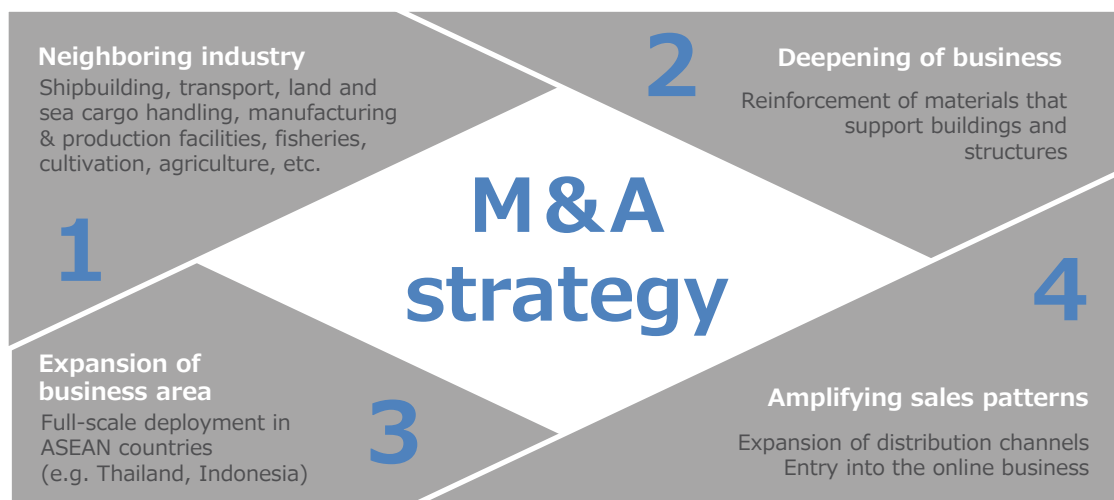 Neighboring industry
Shipbuilding, transport, land and
sea cargo handling, manufacturing
& production facilities, fisheries,
cultivation, agriculture, etc.
1
2
Deepening of business
Reinforcement of materials that
support buildings and
structures
M&A
strategy
Expansion of
business area
Full-scale deployment in
ASEAN countries
(e.g. Thailand, Indonesia)
3
4
Amplifying sales patterns
Expansion of distribution channels
Entry into the online business